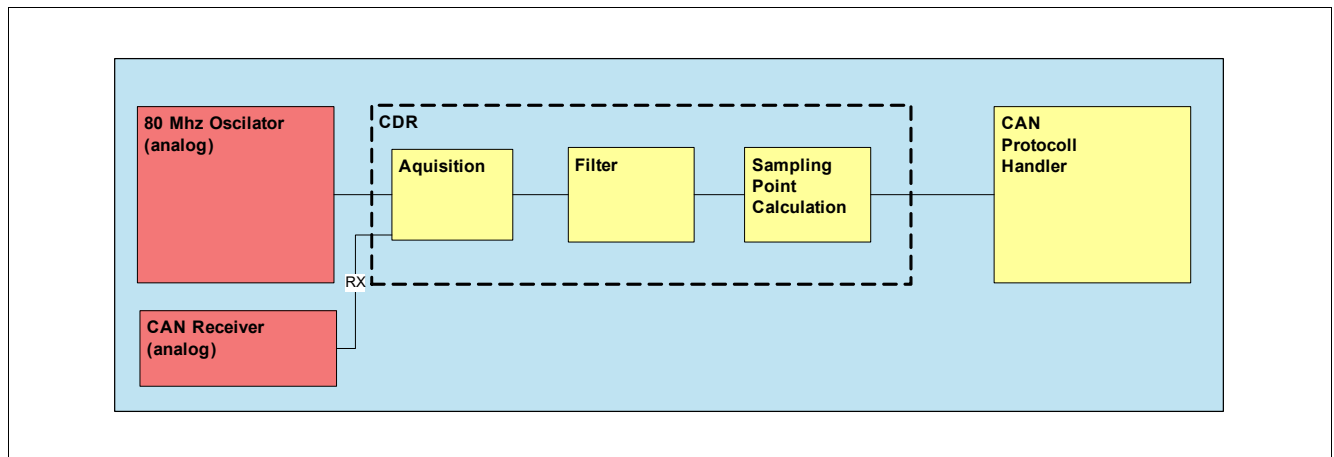 80 Mhz Oscilator
(analog)
CDR
Aquisition
Filter
Sampling
Point
Calculation
CAN
Protocoll
Handler
RX
CAN Receiver
(analog)